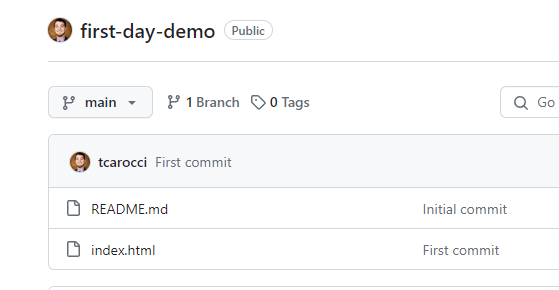 first-day-demo Public
main 1 Branch 0 Tags Go
tcarocci First commit
README.md Initial commit
index.html First commit